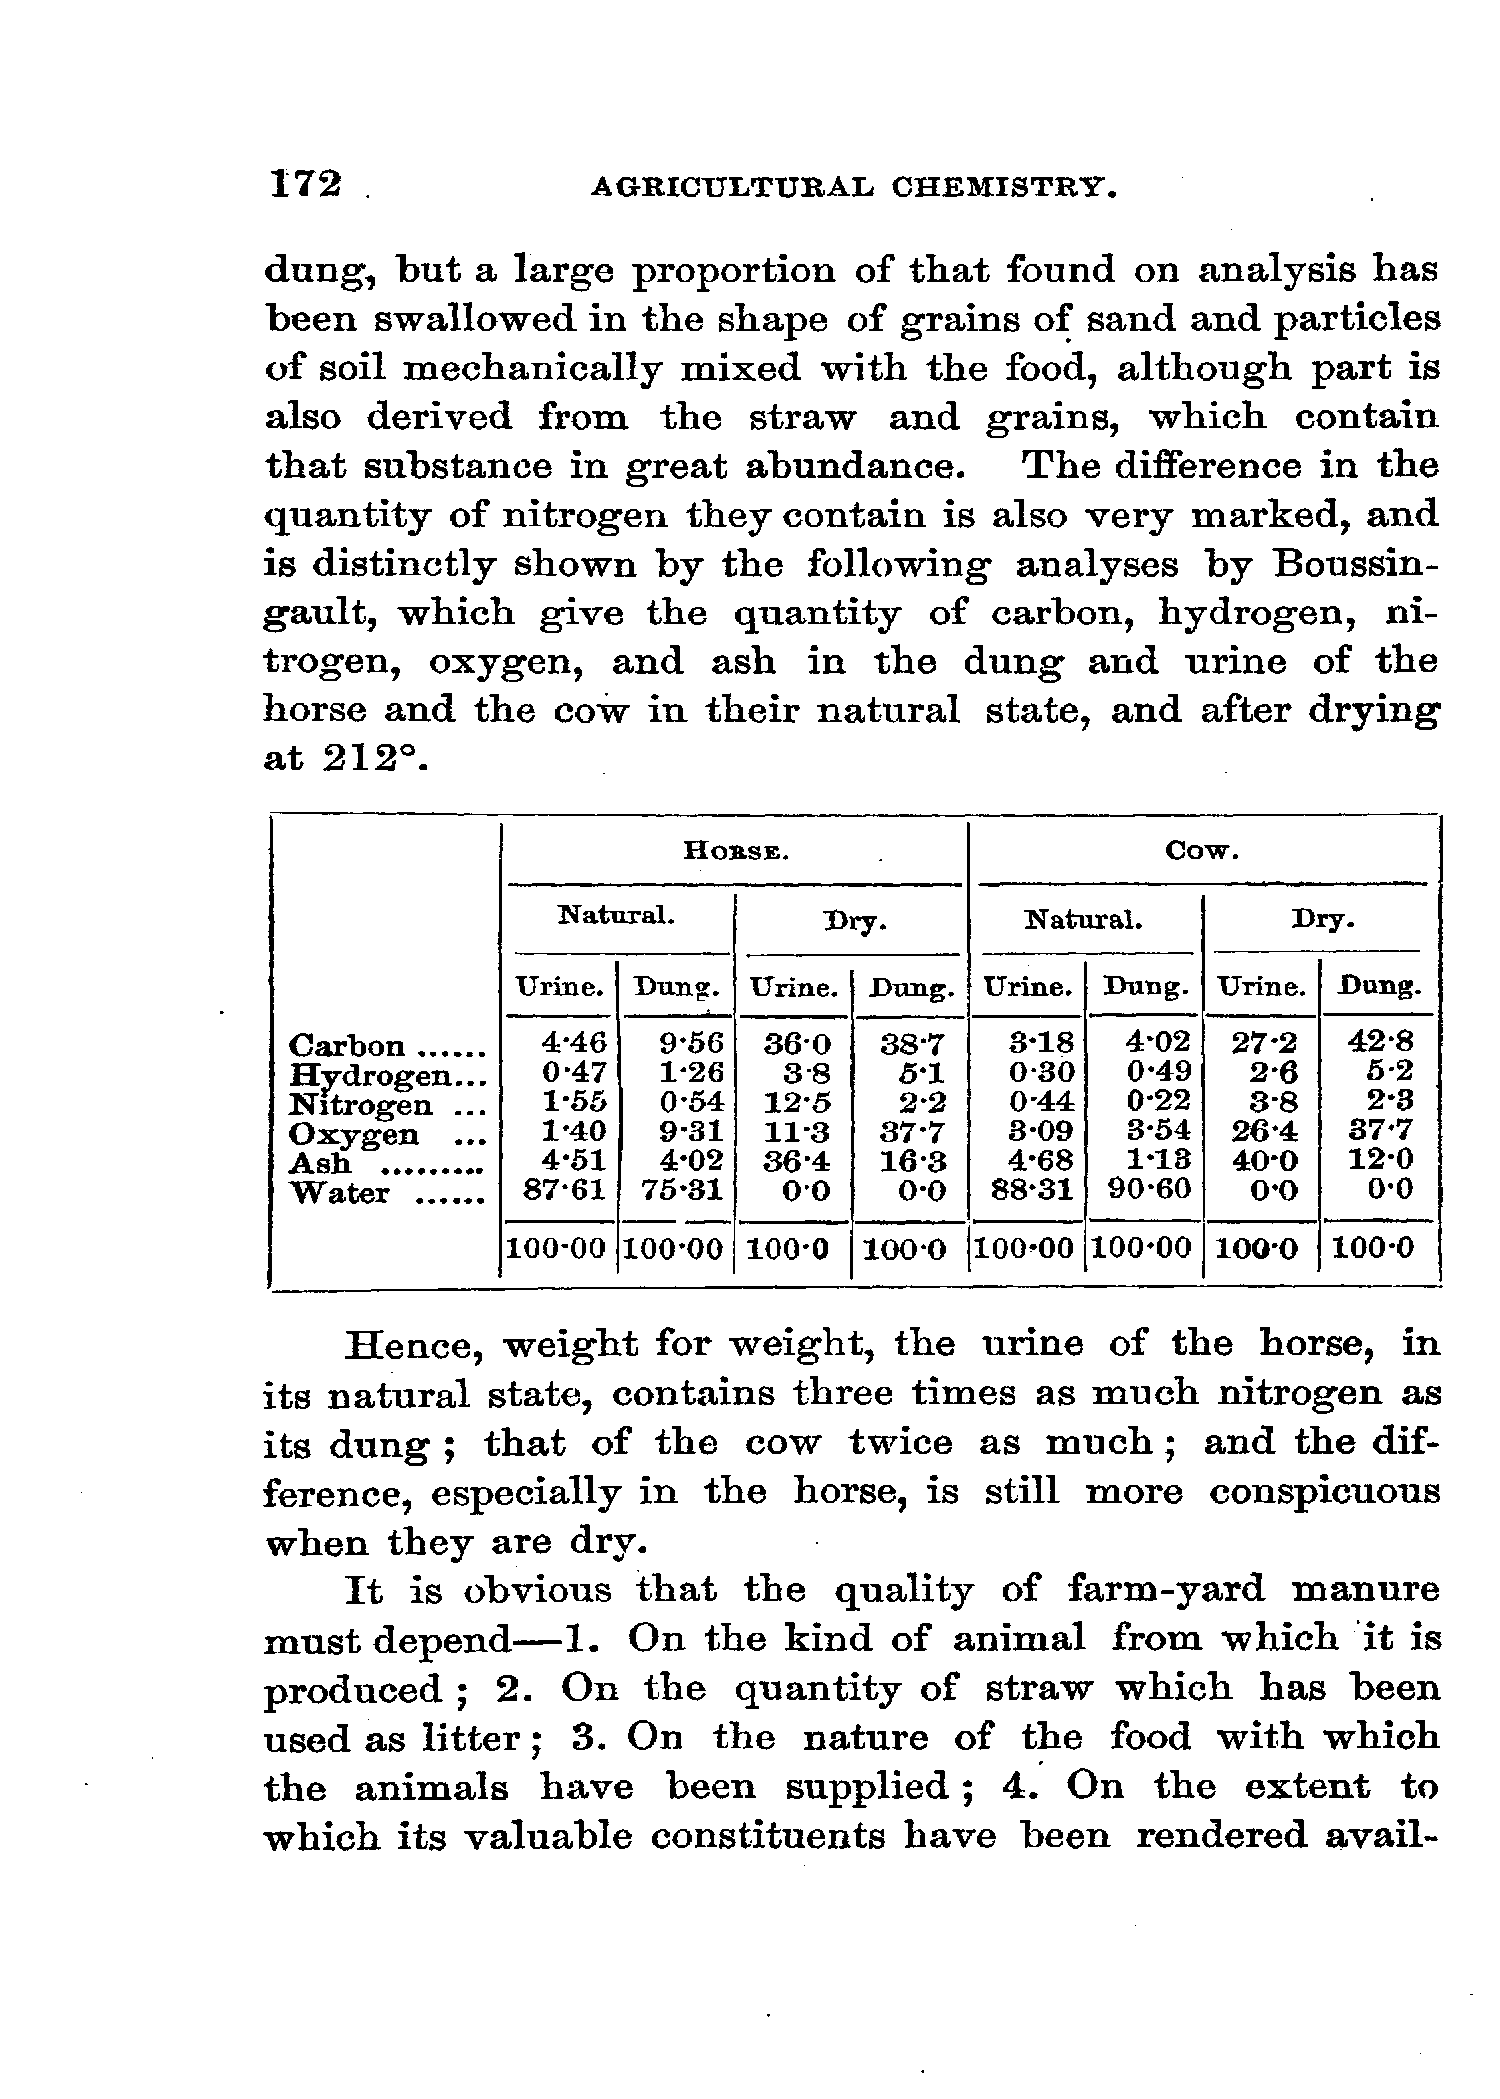 172 AGRICULTURAL CHEMISTRY.
dung, but a large proportion of that found on analysis has
been swallowed in the shape of grains of sand and particles
of soil mechanically mixed with the food, although part is
also derived from the straw and grains, which contain
that substance in great abundance. The difference in the
quantity of nitrogen they contain is also very marked, and
is distinctly shown by the following analyses by Boussin-
gault, which give the quantity of carbon, hydrogen, ni-
trogen, oxygen, and ash in the dung and urine of the
horse and the cow in their natural state, and after drying
at 212°.
HORSE. COW.
Natural. Dry. Natural. Dry.
Urine. Dung. Urine. Dung. Urine. Dung. Urine. Dung.
Carbon ...... 4·46 9·56 36·0 38·7 3·18 4·02 27·2 42·8
Hydrogen... 0·47 1·26 3·8 5·1 0·30 0·49 2·6 5·2
Nitrogen ... 1·55 0·54 12·5 2·2 0·44 0·22 3·8 2·3
Oxygen ... 1·40 9·31 11·3 37·7 3·09 3·54 26·4 37·7
Ash ......... 4·51 4·02 36·4 16·3 4·68 1·13 40·0 12·0
Water ...... 87·61 75·31 0·0 0·0 88·31 90·60 0·0 0·0
100·00 100·00 100·0 100·0 100·00 100·00 100·0 100·0
Hence, weight for weight, the urine of the horse, in
its natural state, contains three times as much nitrogen as
its dung ; that of the cow twice as much ; and the dif-
ference, especially in the horse, is still more conspicuous
when they are dry.
It is obvious that the quality of farm-yard manure
must depend—1. On the kind of animal from which it is
produced ; 2. On the quantity of straw which has been
used as litter ; 3. On the nature of the food with which
the animals have been supplied ; 4. On the extent to
which its valuable constituents have been rendered avail-